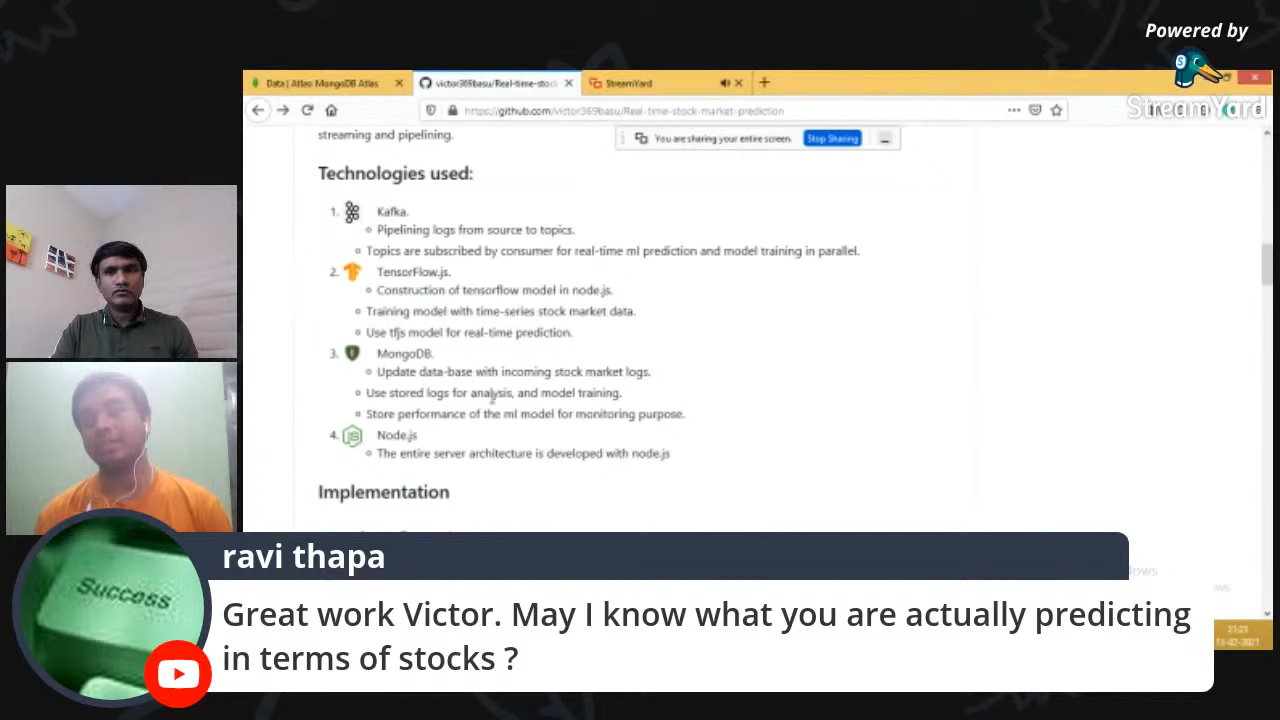 Powered by
StreamYard
Data | Atlas: MongoDB Atlas
victor369basu/Real-time-stoc
StreamYard
https://github.com/victor369basu/Real-time-stock-market-prediction
streaming and pipelining.
You are sharing your entire screen.
Stop Sharing
Technologies used:
1. Kafka.
Pipelining logs from source to topics.
Topics are subscribed by consumer for real-time ml prediction and model training in parallel.
2. TensorFlow.js.
Construction of tensorflow model in node.js.
Training model with time-series stock market data.
Use tfjs model for real-time prediction.
3. MongoDB.
Update data-base with incoming stock market logs.
Use stored logs for analysis, and model training.
Store performance of the ml model for monitoring purpose.
4. Node.js
The entire server architecture is developed with node.js
Implementation
ravi thapa
Success
Great work Victor. May I know what you are actually predicting
in terms of stocks ?